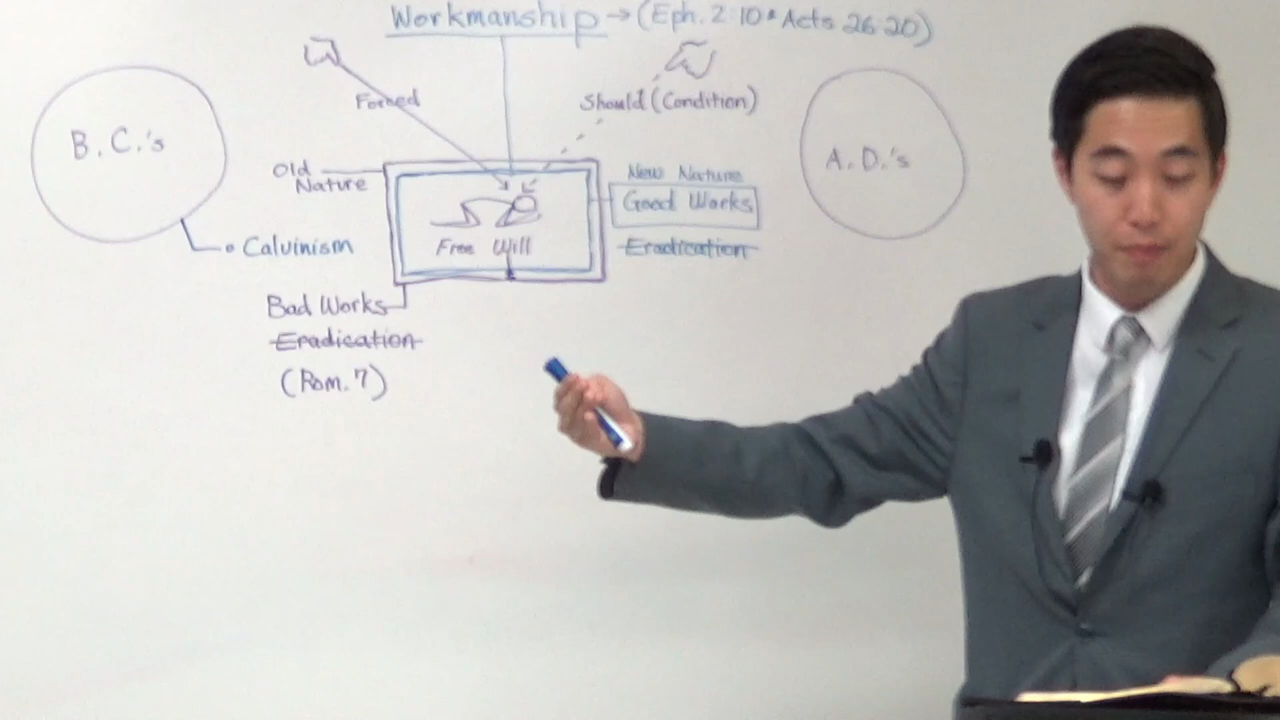 Workmanship → (Eph. 2:10 & Acts 26:20)
Forced
Should (Condition)
B. C.'s
A. D.'s
Old
Nature
New Nature
Good Works
Free Will
Calvinism
Eradication
Bad Works
Eradication
(Rom. 7)